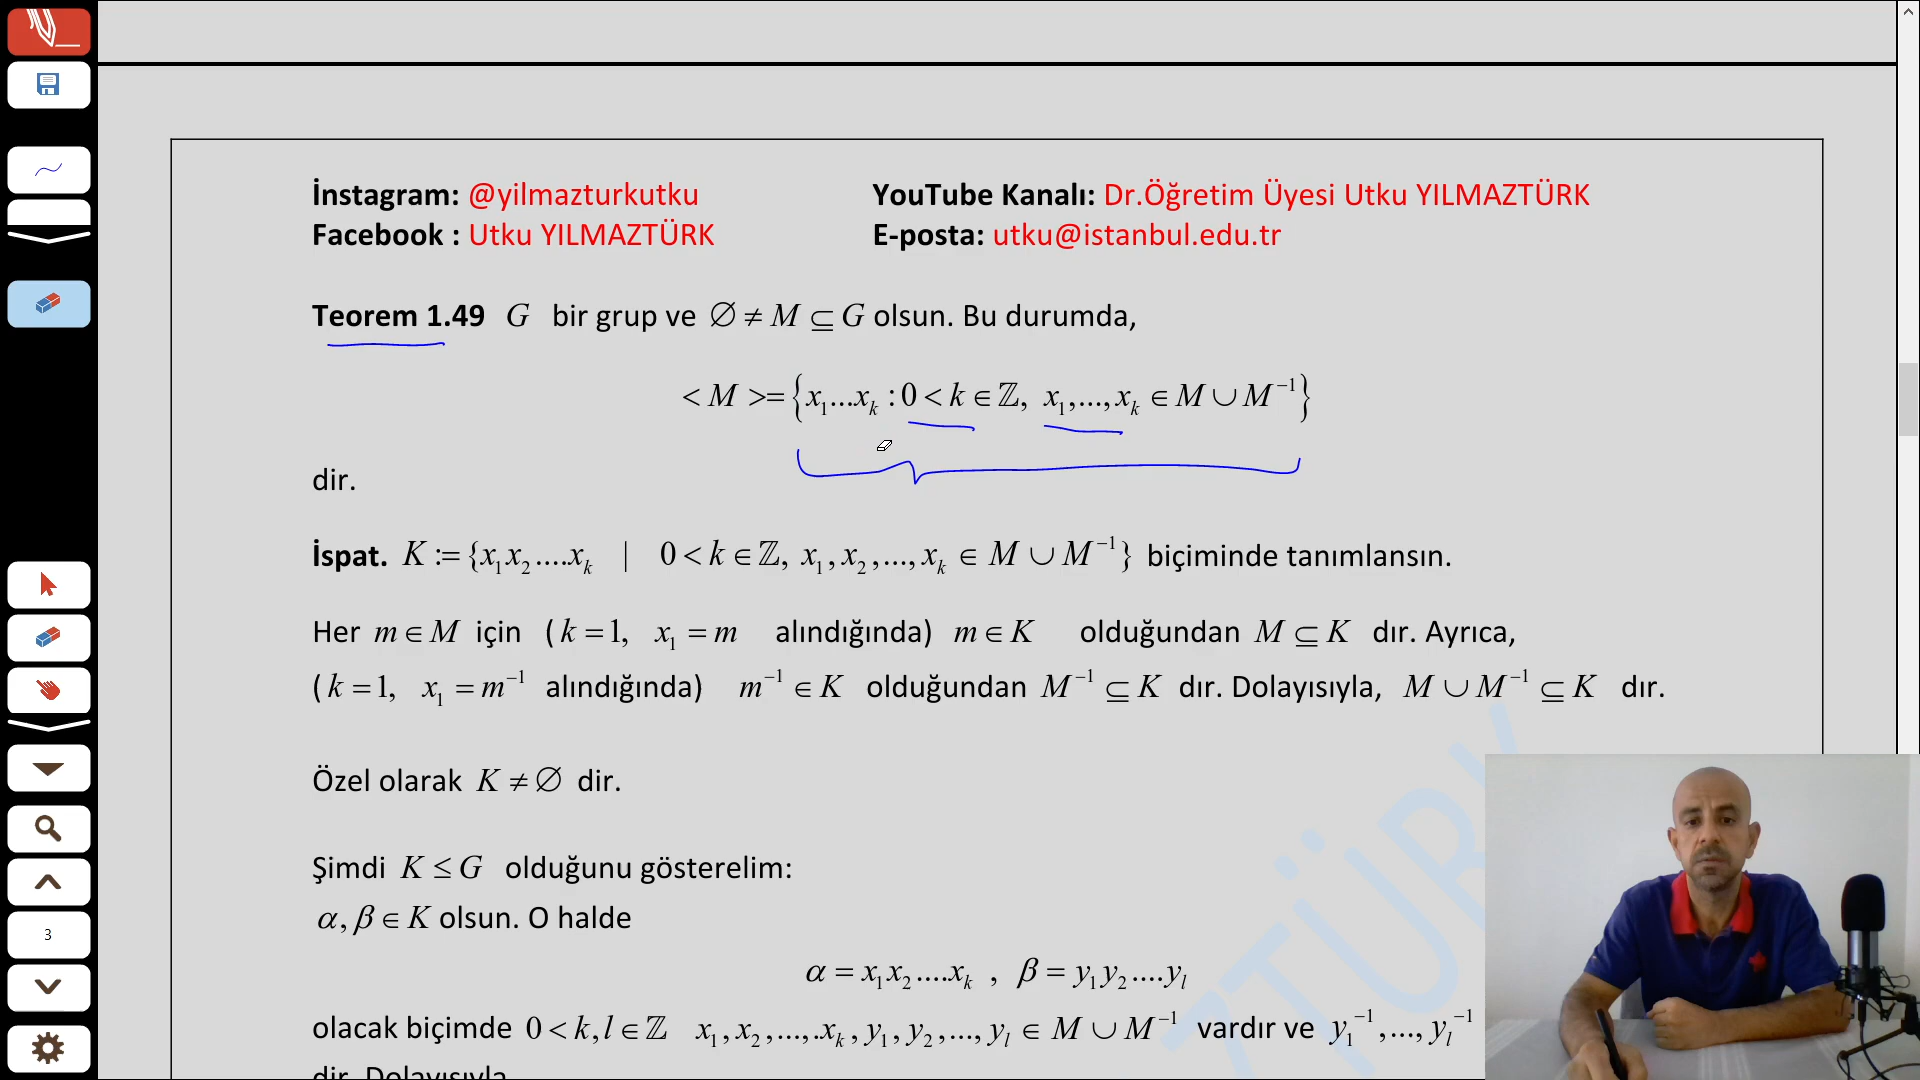 İnstagram: @yilmazturkutku YouTube Kanalı: Dr.Öğretim Üyesi Utku YILMAZTÜRK
Facebook : Utku YILMAZTÜRK E-posta: utku@istanbul.edu.tr
Teorem 1.49 G bir grup ve ∅ ≠ M ⊆ G olsun. Bu durumda,
< M >= {x₁...xₖ : 0 < k ∈ ℤ, x₁,...,xₖ ∈ M ∪ M⁻¹}
dir.
İspat. K := {x₁x₂....xₖ | 0 < k ∈ ℤ, x₁, x₂,..., xₖ ∈ M ∪ M⁻¹} biçiminde tanımlansın.
Her m ∈ M için ( k = 1, x₁ = m alındığında) m ∈ K olduğundan M ⊆ K dır. Ayrıca,
( k = 1, x₁ = m⁻¹ alındığında) m⁻¹ ∈ K olduğundan M⁻¹ ⊆ K dır. Dolayısıyla, M ∪ M⁻¹ ⊆ K dır.
Özel olarak K ≠ ∅ dir.
Şimdi K ≤ G olduğunu gösterelim:
α, β ∈ K olsun. O halde
α = x₁x₂....xₖ , β = y₁y₂....yₗ
olacak biçimde 0 < k, l ∈ ℤ x₁, x₂,...,.xₖ, y₁, y₂,..., yₗ ∈ M ∪ M⁻¹ vardır ve y₁⁻¹,..., yₗ⁻¹
dir. Dolayısıyla
ZTÜRK
3